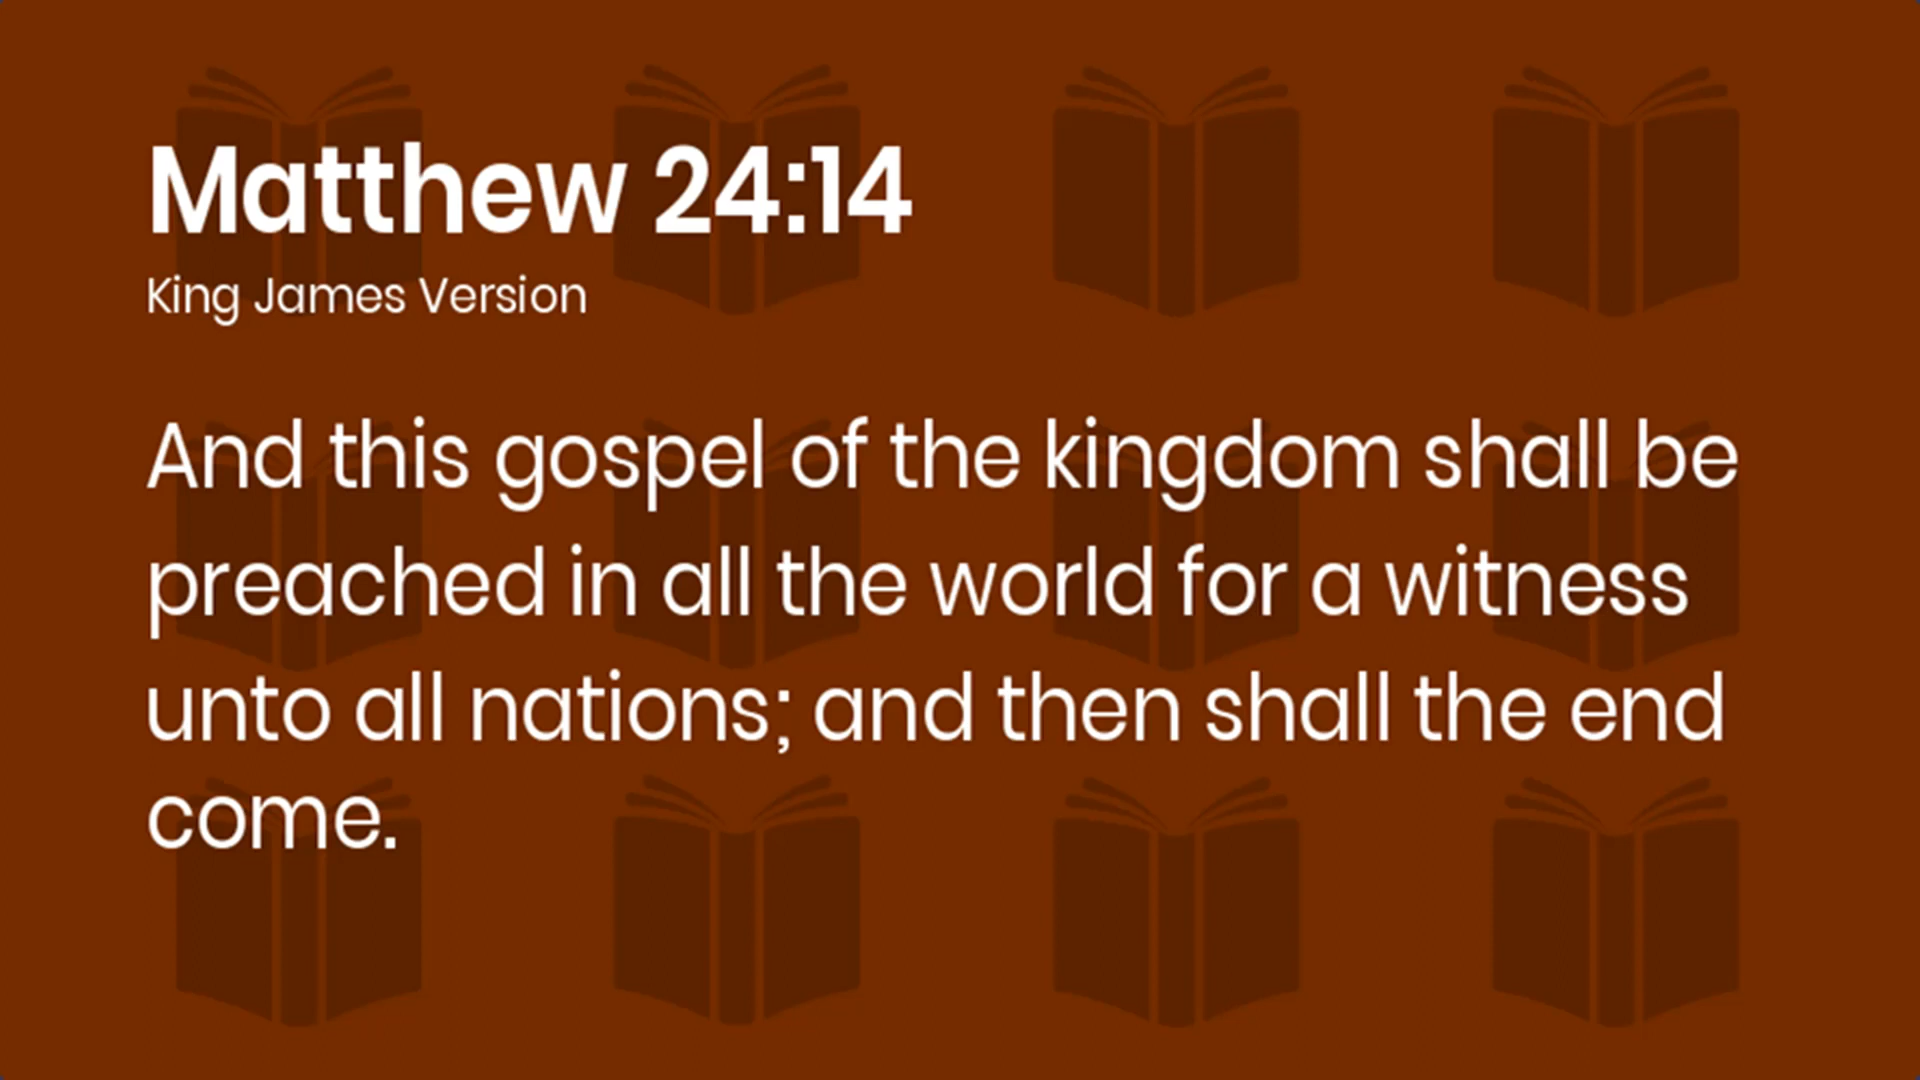 Matthew 24:14
King James Version
And this gospel of the kingdom shall be
preached in all the world for a witness
unto all nations; and then shall the end
come.